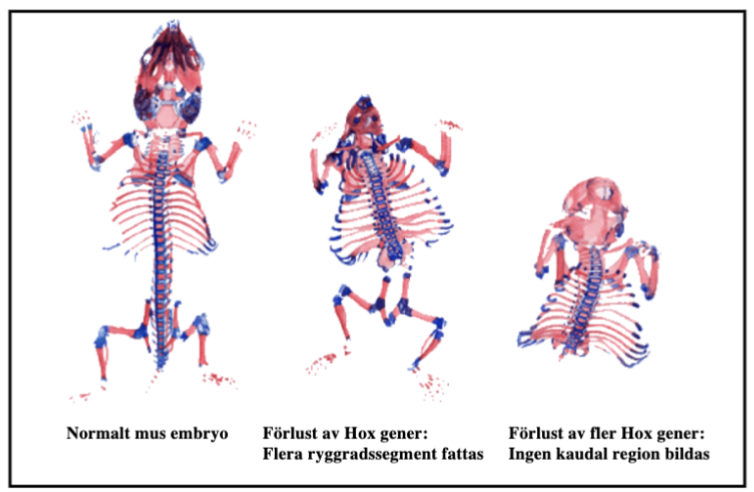 Normalt mus embryo
Förlust av Hox gener:
Flera ryggradssegment fattas
Förlust av fler Hox gener:
Ingen kaudal region bildas